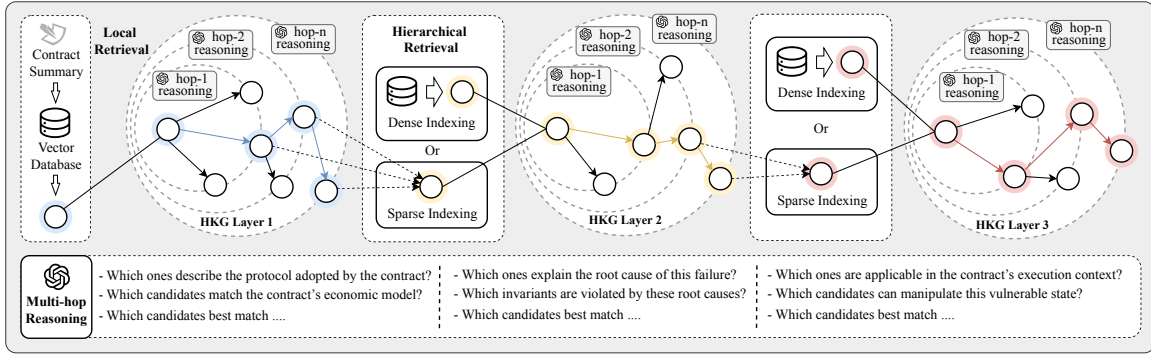 Contract
Summary
Vector
Database
Local
Retrieval
hop-1
reasoning
hop-2
reasoning
hop-n
reasoning
HKG Layer 1
Hierarchical
Retrieval
Dense Indexing
Or
Sparse Indexing
hop-1
reasoning
hop-2
reasoning
hop-n
reasoning
HKG Layer 2
Dense Indexing
Or
Sparse Indexing
hop-1
reasoning
hop-2
reasoning
hop-n
reasoning
HKG Layer 3
Multi-hop
Reasoning
- Which ones describe the protocol adopted by the contract?
- Which candidates match the contract's economic model?
- Which candidates best match ....
- Which ones explain the root cause of this failure?
- Which invariants are violated by these root causes?
- Which candidates best match ....
- Which ones are applicable in the contract's execution context?
- Which candidates can manipulate this vulnerable state?
- Which candidates best match ....